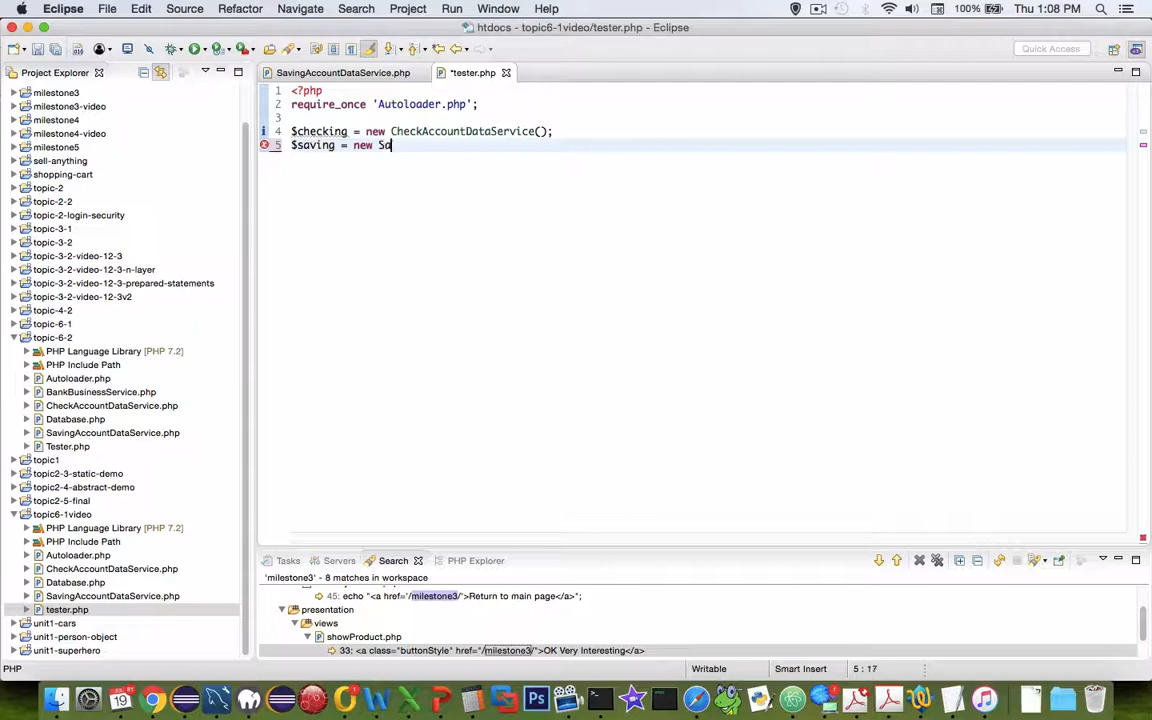 Eclipse File Edit Source Refactor Navigate Search Project Run Window Help 100% Thu 1:08 PM
htdocs - topic6-1video/tester.php - Eclipse
Quick Access
Project Explorer
milestone3
milestone3-video
milestone4
milestone4-video
milestone5
sell-anything
shopping-cart
topic-2
topic-2-2
topic-2-login-security
topic-3-1
topic-3-2
topic-3-2-video-12-3
topic-3-2-video-12-3-n-layer
topic-3-2-video-12-3-prepared-statements
topic-3-2-video-12-3v2
topic-4-2
topic-6-1
topic-6-2
PHP Language Library [PHP 7.2]
PHP Include Path
Autoloader.php
BankBusinessService.php
CheckAccountDataService.php
Database.php
SavingAccountDataService.php
Tester.php
topic1
topic2-3-static-demo
topic2-4-abstract-demo
topic2-5-final
topic6-1video
PHP Language Library [PHP 7.2]
PHP Include Path
Autoloader.php
CheckAccountDataService.php
Database.php
SavingAccountDataService.php
tester.php
unit1-cars
unit1-person-object
unit1-superhero
SavingAccountDataService.php *tester.php
1 <?php
2 require_once 'Autoloader.php';
3
4 $checking = new CheckAccountDataService();
5 $saving = new Sa
Tasks Servers Search PHP Explorer
'milestone3' - 8 matches in workspace
45: echo "<a href='/milestone3/'>Return to main page</a>";
presentation
views
showProduct.php
33: <a class="buttonStyle" href="/milestone3/">OK Very Interesting</a>
PHP Writable Smart Insert 5 : 17